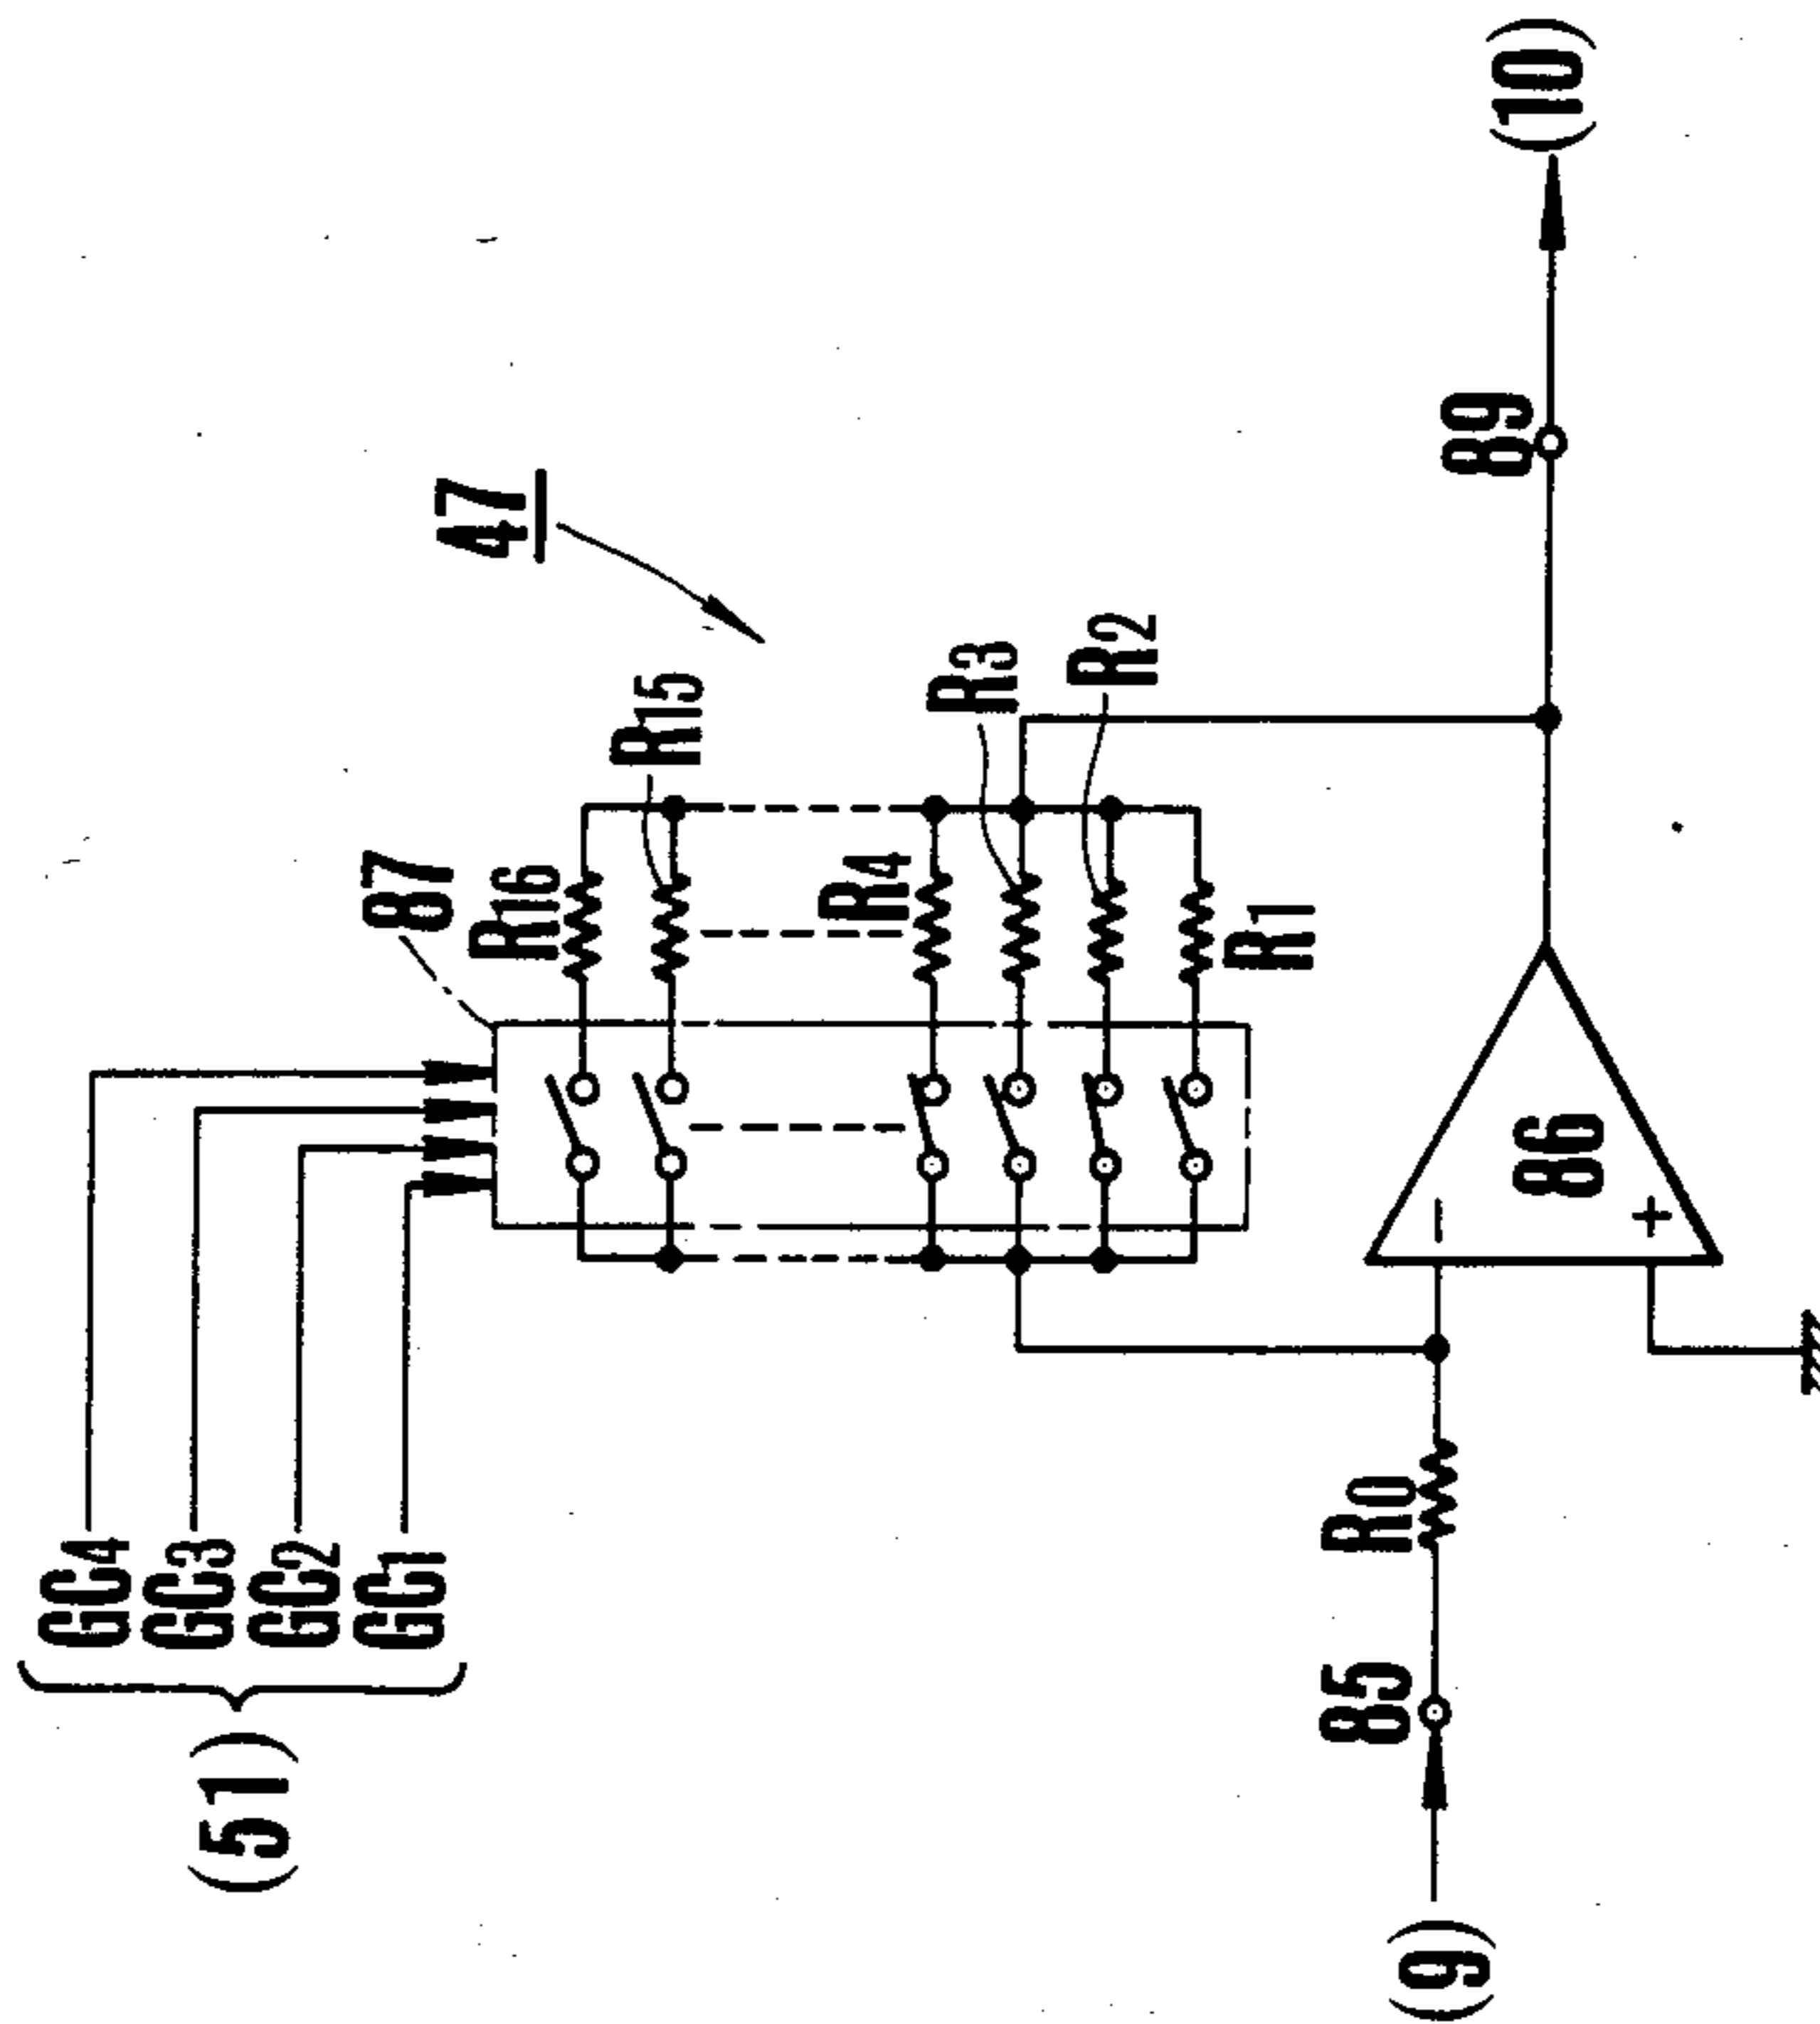 GC4
GC3
GC2
GC1
(51)
87
47
R16
R15
R4
R3
R2
R1
(9)
85
R0
−
+
86
89
(10)